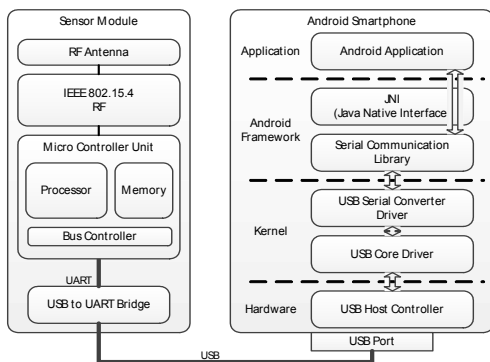 Sensor Module
RF Antenna
IEEE 802.15.4
RF
Micro Controller Unit
Processor
Memory
Bus Controller
UART
USB to UART Bridge
Android Smartphone
Application
Android Application
Android
Framework
JNI
(Java Native Interface
Serial Communication
Library
Kernel
USB Serial Converter
Driver
USB Core Driver
Hardware
USB Host Controller
USB Port
USB